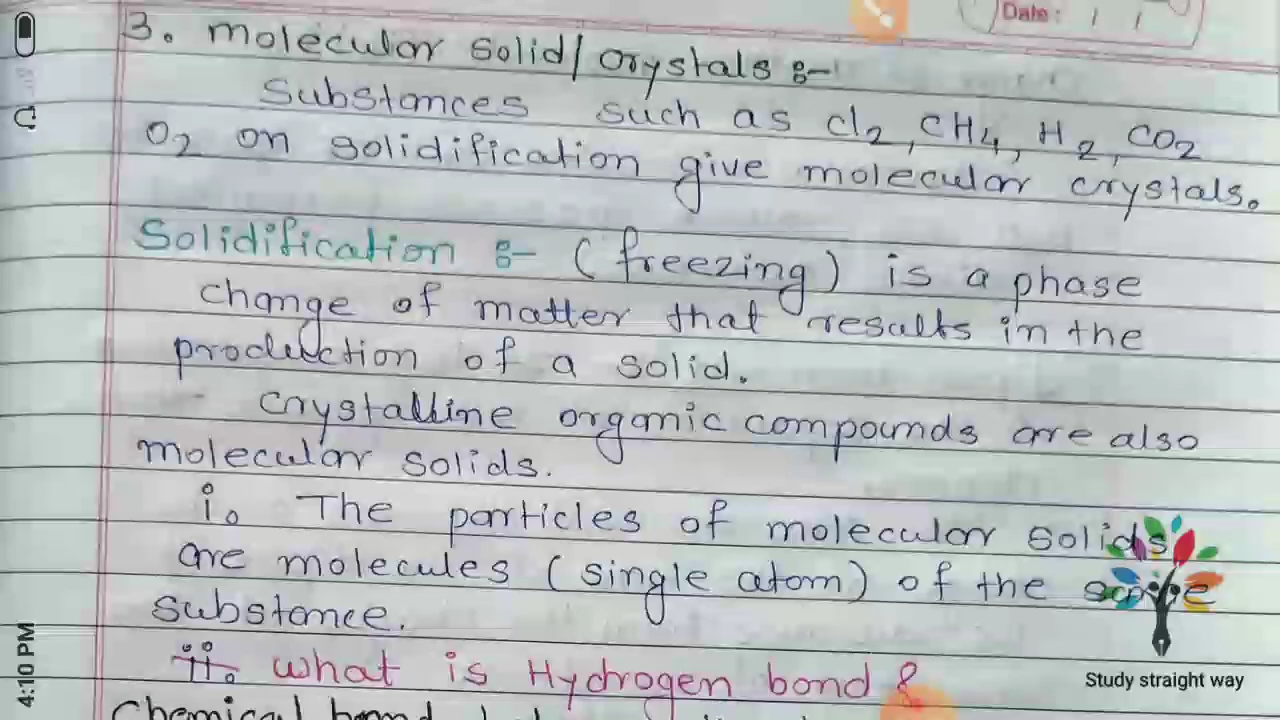 Date: / /
3. Molecular Solid/Crystals :-
Substances such as Cl2, CH4, H2, CO2
O2 on solidification give molecular crystals.
Solidification :- (freezing) is a phase
change of matter that results in the
production of a solid.
Crystalline organic compounds are also
molecular solids.
i. The particles of molecular solids
are molecules (single atom) of the same
substance.
ii. What is Hydrogen bond ?
Chemical bond
4:10 PM
Study straight way